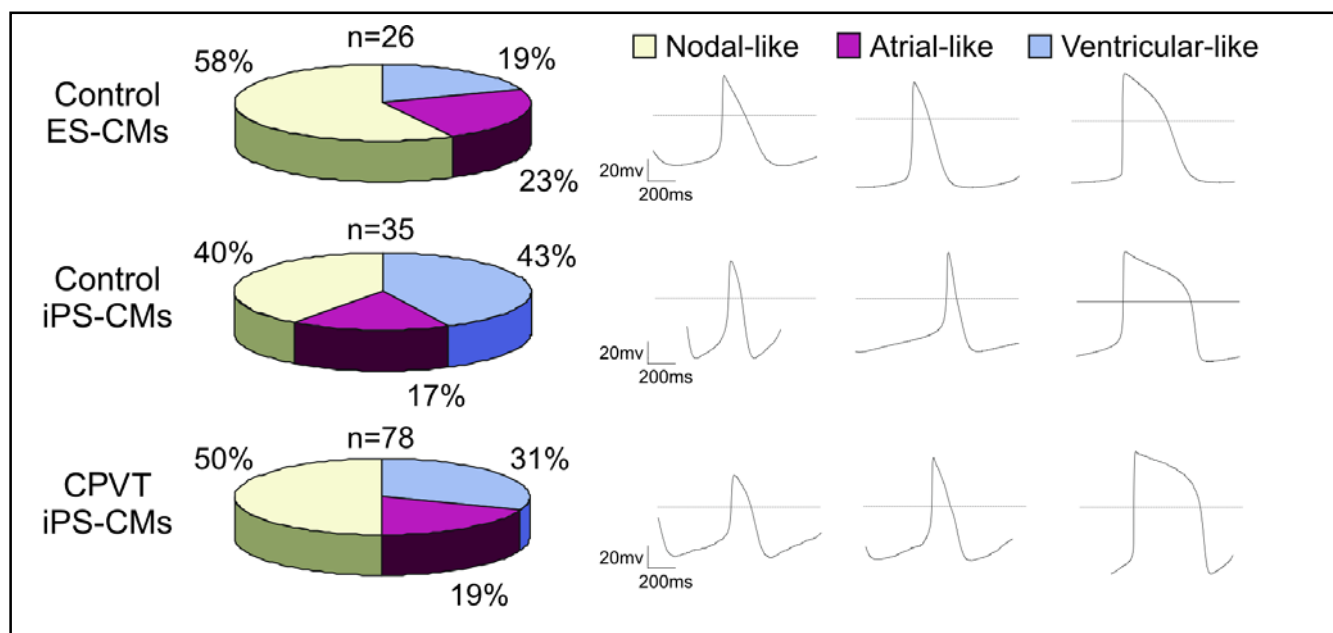 Nodal-like Atrial-like Ventricular-like
Control
ES-CMs
n=26
58%
19%
23%
20mv
200ms
Control
iPS-CMs
n=35
40%
43%
17%
20mv
200ms
CPVT
iPS-CMs
n=78
50%
31%
19%
20mv
200ms